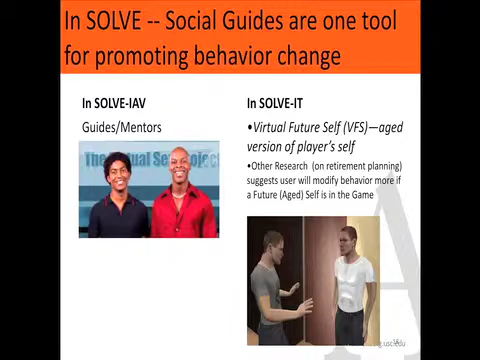 In SOLVE -- Social Guides are one tool
for promoting behavior change
In SOLVE-IAV
Guides/Mentors
In SOLVE-IT
•Virtual Future Self (VFS)—aged
version of player's self
•Other Research (on retirement planning)
suggests user will modify behavior more if
a Future (Aged) Self is in the Game